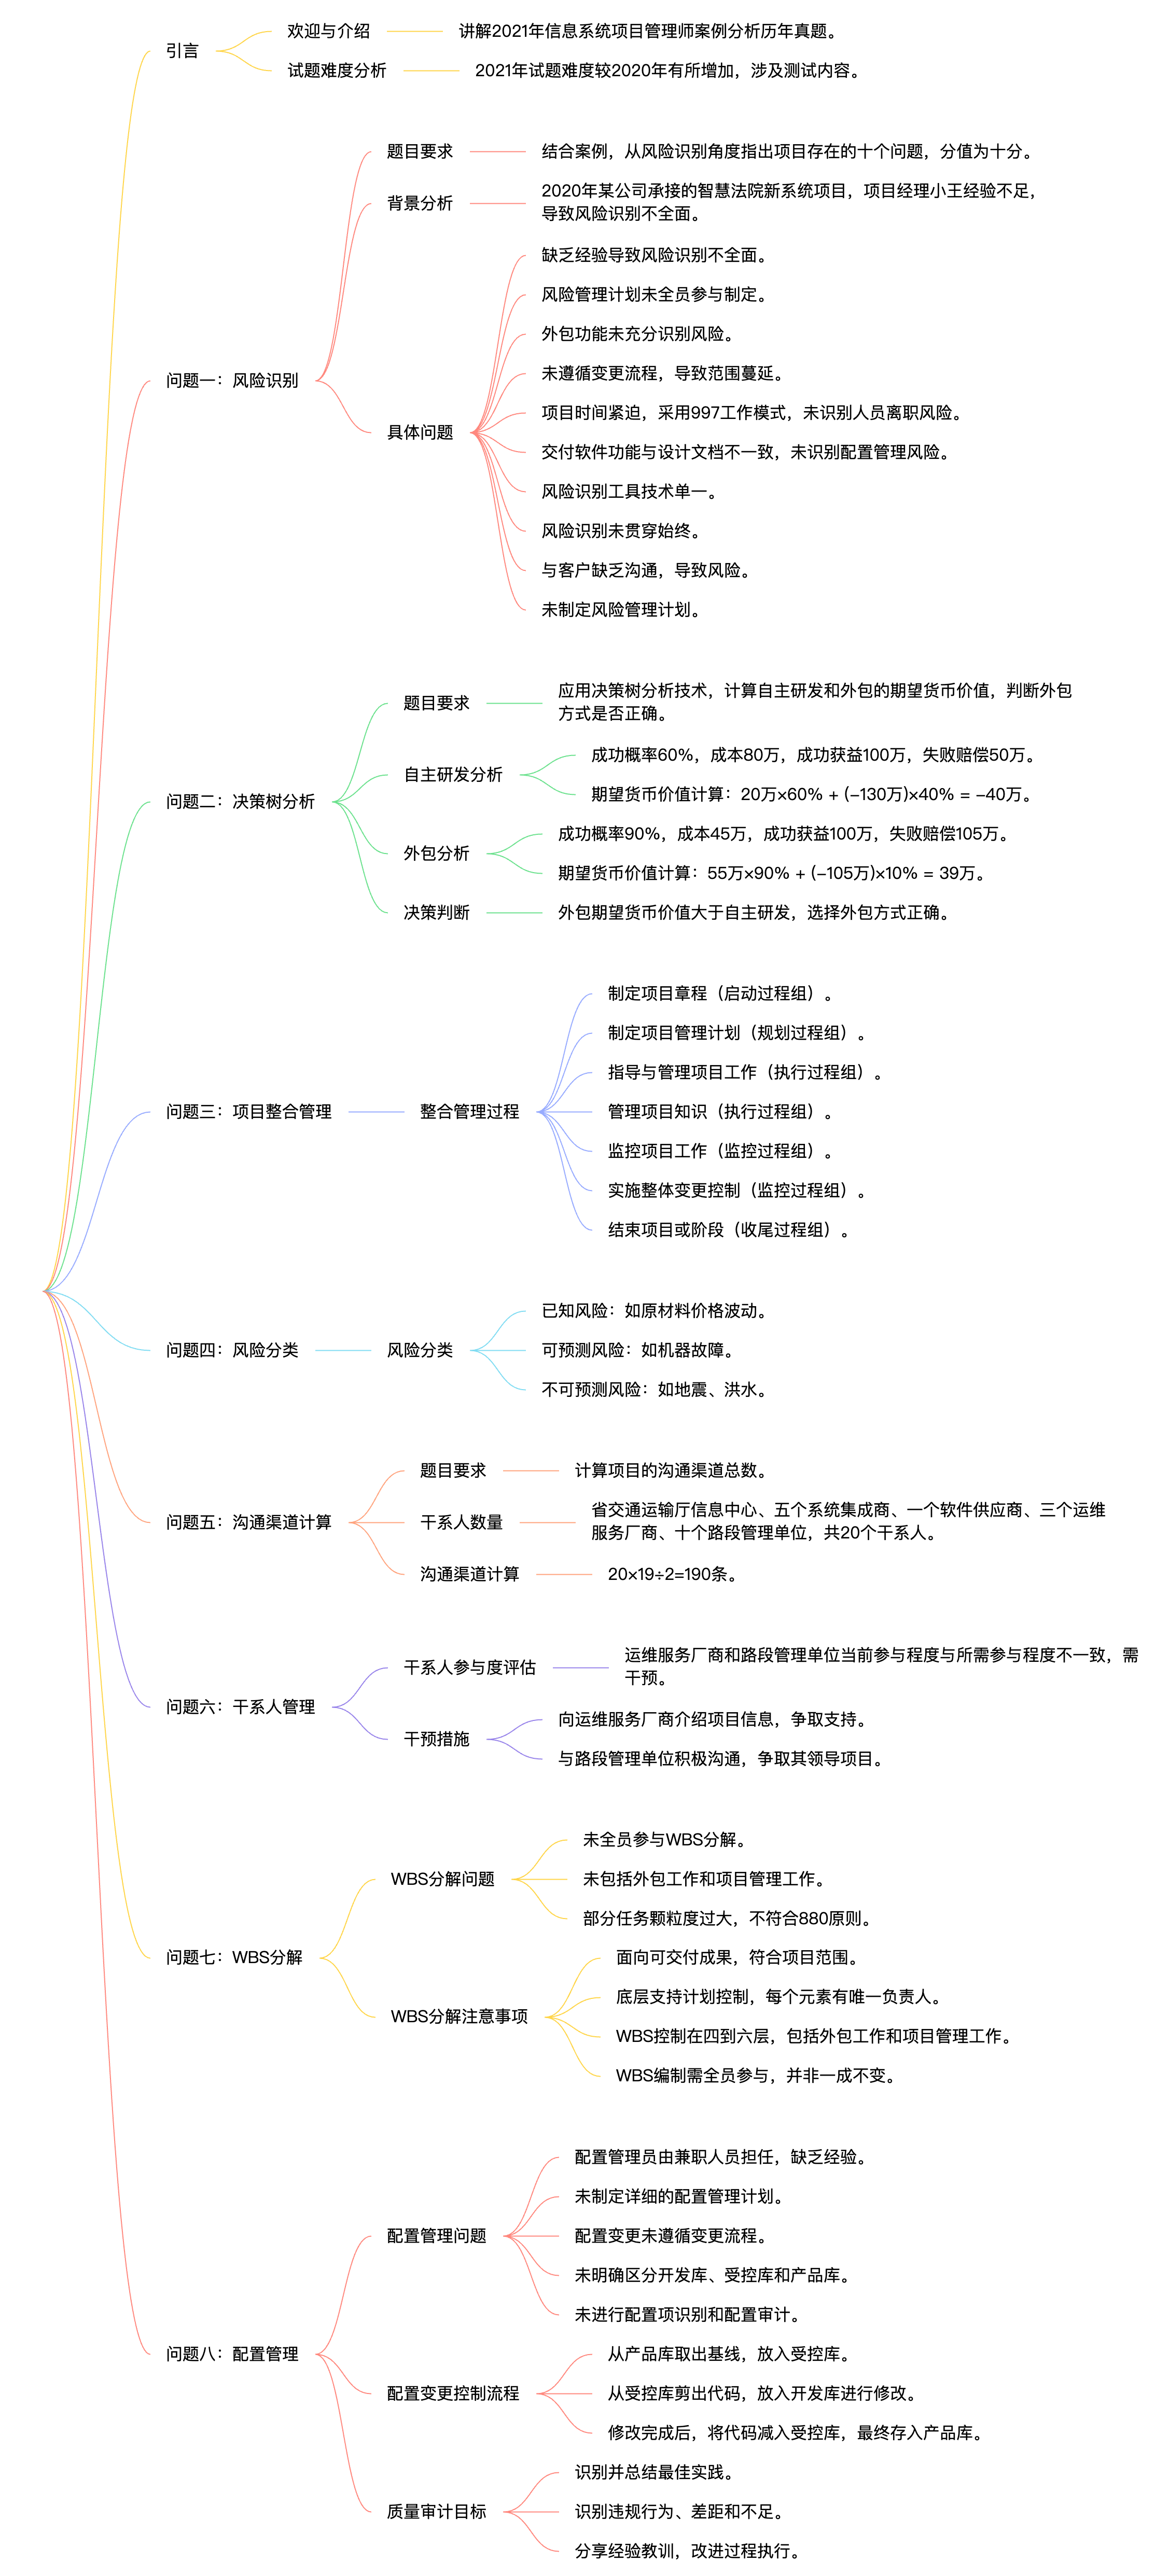 引言
欢迎与介绍
讲解2021年信息系统项目管理师案例分析历年真题。
试题难度分析
2021年试题难度较2020年有所增加，涉及测试内容。
问题一：风险识别
题目要求
结合案例，从风险识别角度指出项目存在的十个问题，分值为十分。
背景分析
2020年某公司承接的智慧法院新系统项目，项目经理小王经验不足，
导致风险识别不全面。
具体问题
缺乏经验导致风险识别不全面。
风险管理计划未全员参与制定。
外包功能未充分识别风险。
未遵循变更流程，导致范围蔓延。
项目时间紧迫，采用997工作模式，未识别人员离职风险。
交付软件功能与设计文档不一致，未识别配置管理风险。
风险识别工具技术单一。
风险识别未贯穿始终。
与客户缺乏沟通，导致风险。
未制定风险管理计划。
问题二：决策树分析
题目要求
应用决策树分析技术，计算自主研发和外包的期望货币价值，判断外包
方式是否正确。
自主研发分析
成功概率60%，成本80万，成功获益100万，失败赔偿50万。
期望货币价值计算：20万×60% + (−130万)×40% = −40万。
外包分析
成功概率90%，成本45万，成功获益100万，失败赔偿105万。
期望货币价值计算：55万×90% + (−105万)×10% = 39万。
决策判断
外包期望货币价值大于自主研发，选择外包方式正确。
问题三：项目整合管理
整合管理过程
制定项目章程（启动过程组）。
制定项目管理计划（规划过程组）。
指导与管理项目工作（执行过程组）。
管理项目知识（执行过程组）。
监控项目工作（监控过程组）。
实施整体变更控制（监控过程组）。
结束项目或阶段（收尾过程组）。
问题四：风险分类
风险分类
已知风险：如原材料价格波动。
可预测风险：如机器故障。
不可预测风险：如地震、洪水。
问题五：沟通渠道计算
题目要求
计算项目的沟通渠道总数。
干系人数量
省交通运输厅信息中心、五个系统集成商、一个软件供应商、三个运维
服务厂商、十个路段管理单位，共20个干系人。
沟通渠道计算
20×19÷2=190条。
问题六：干系人管理
干系人参与度评估
运维服务厂商和路段管理单位当前参与程度与所需参与程度不一致，需
干预。
干预措施
向运维服务厂商介绍项目信息，争取支持。
与路段管理单位积极沟通，争取其领导项目。
问题七：WBS分解
WBS分解问题
未全员参与WBS分解。
未包括外包工作和项目管理工作。
部分任务颗粒度过大，不符合880原则。
WBS分解注意事项
面向可交付成果，符合项目范围。
底层支持计划控制，每个元素有唯一负责人。
WBS控制在四到六层，包括外包工作和项目管理工作。
WBS编制需全员参与，并非一成不变。
问题八：配置管理
配置管理问题
配置管理员由兼职人员担任，缺乏经验。
未制定详细的配置管理计划。
配置变更未遵循变更流程。
未明确区分开发库、受控库和产品库。
未进行配置项识别和配置审计。
配置变更控制流程
从产品库取出基线，放入受控库。
从受控库剪出代码，放入开发库进行修改。
修改完成后，将代码减入受控库，最终存入产品库。
质量审计目标
识别并总结最佳实践。
识别违规行为、差距和不足。
分享经验教训，改进过程执行。